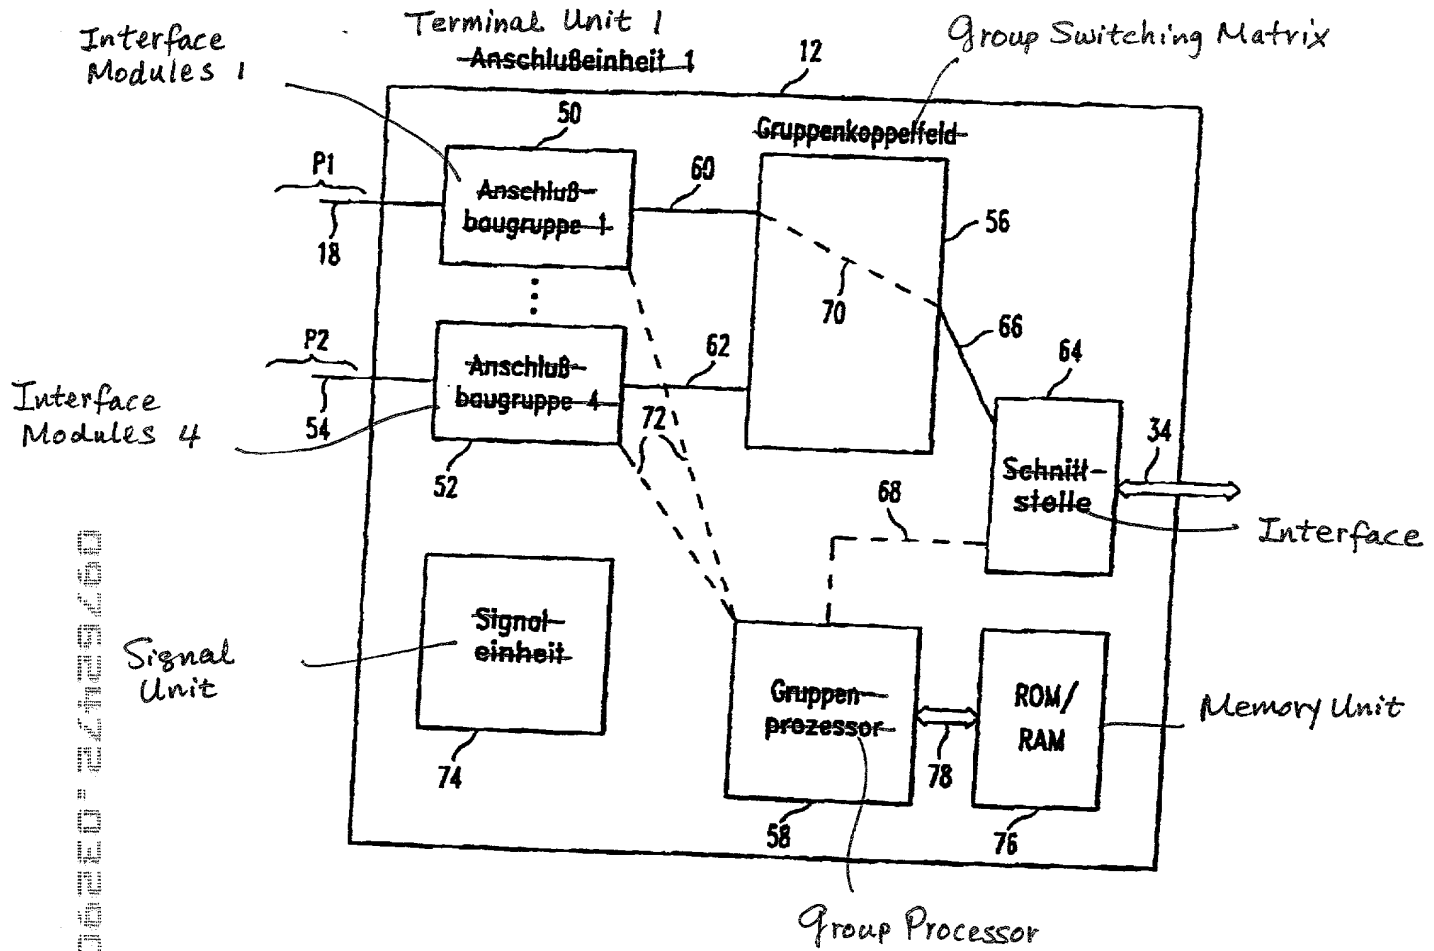 Terminal Unit 1
Anschlußeinheit 1
Interface
Modules 1
Group Switching Matrix
12
50
Gruppenkoppelfeld
P1
Anschluß-
baugruppe 1
60
56
18
70
66
P2
Anschluß-
baugruppe 4
62
64
Interface
Modules 4
54
52
72
34
Schnitt-
stelle
68
Interface
Signal-
einheit
Signal
Unit
74
Gruppen-
prozessor
ROM/
RAM
Memory Unit
78
58
76
Group Processor